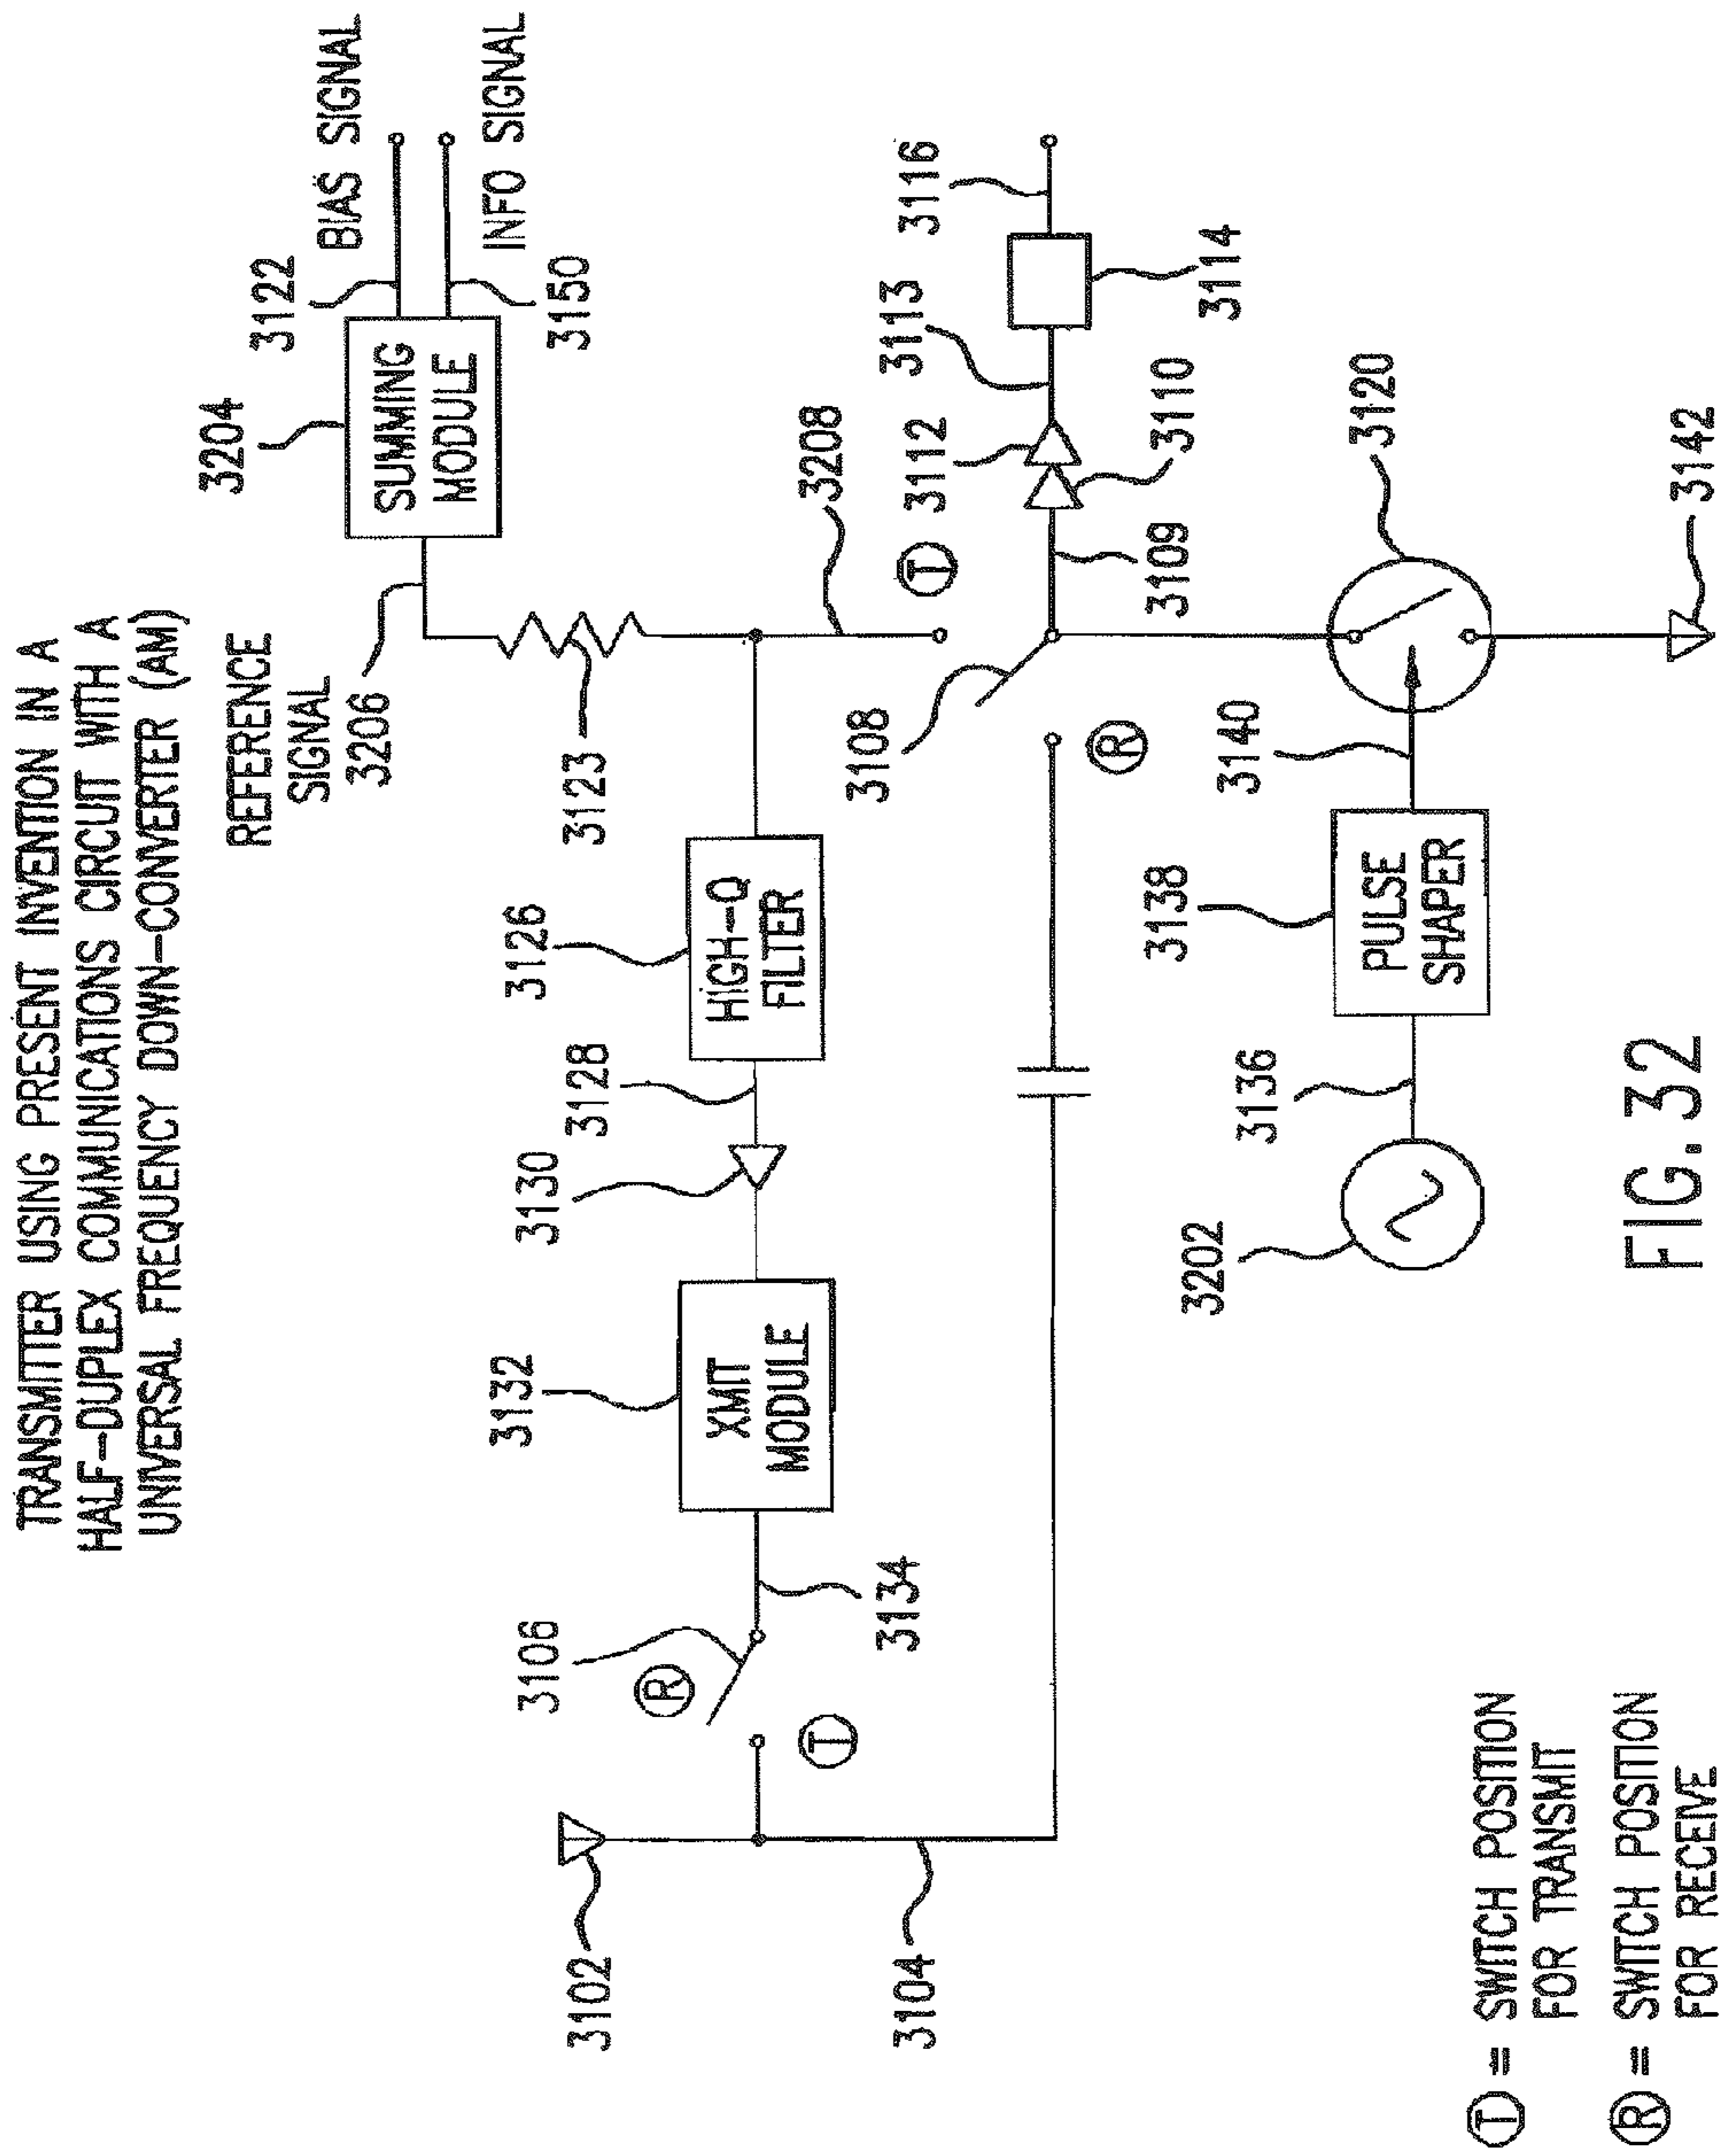 TRANSMITTER USING PRESENT INVENTION IN A
HALF-DUPLEX COMMUNICATIONS CIRCUIT WITH A
UNIVERSAL FREQUENCY DOWN-CONVERTER (AM)
3204
3122
BIAS SIGNAL
SUMMING
MODULE
3150
INFO SIGNAL
REFERENCE
SIGNAL
3206
3123
3102
3106
R
T
3134
3132
XMIT
MODULE
3130
3128
3126
HIGH-Q
FILTER
3208
T
3108
R
3104
3109
3112
3110
3113
3116
3114
3202
3136
3138
PULSE
SHAPER
3140
3120
3142
T = SWITCH POSITION
FOR TRANSMIT
R = SWITCH POSITION
FOR RECEIVE
FIG. 32